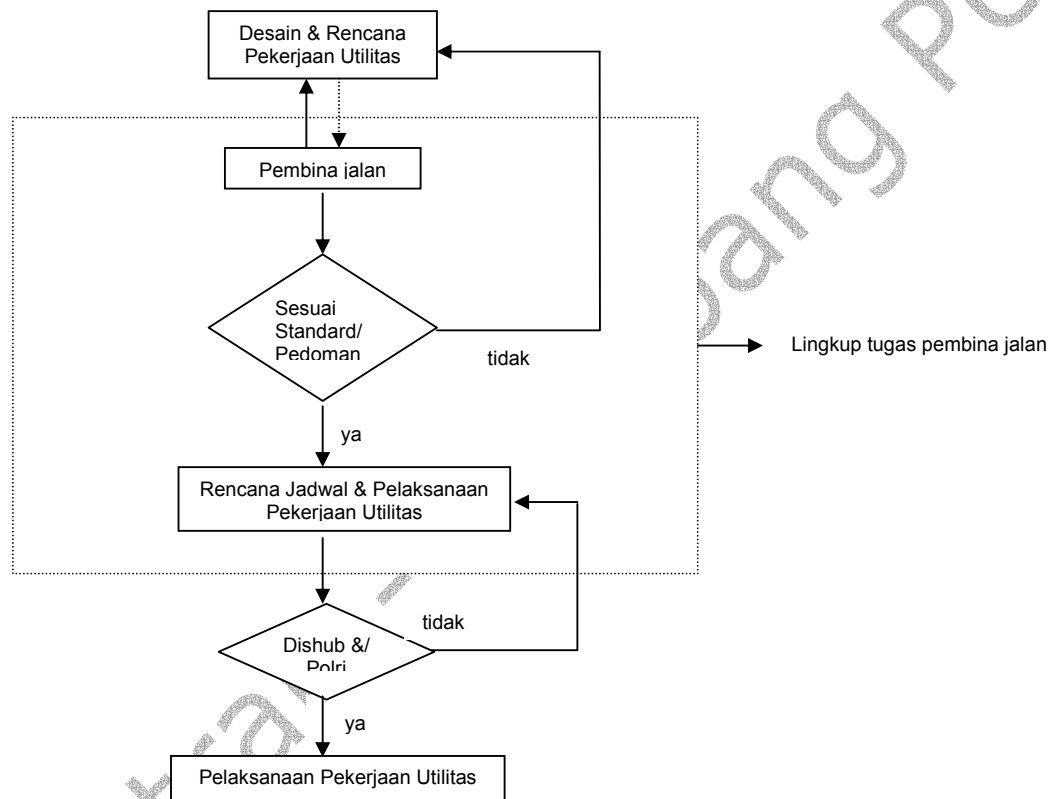 Desain & Rencana
Pekerjaan Utilitas
Pembina jalan
Sesuai
Standard/
Pedoman
tidak
Lingkup tugas pembina jalan
ya
Rencana Jadwal & Pelaksanaan
Pekerjaan Utilitas
tidak
Dishub &/
Polri
ya
Pelaksanaan Pekerjaan Utilitas